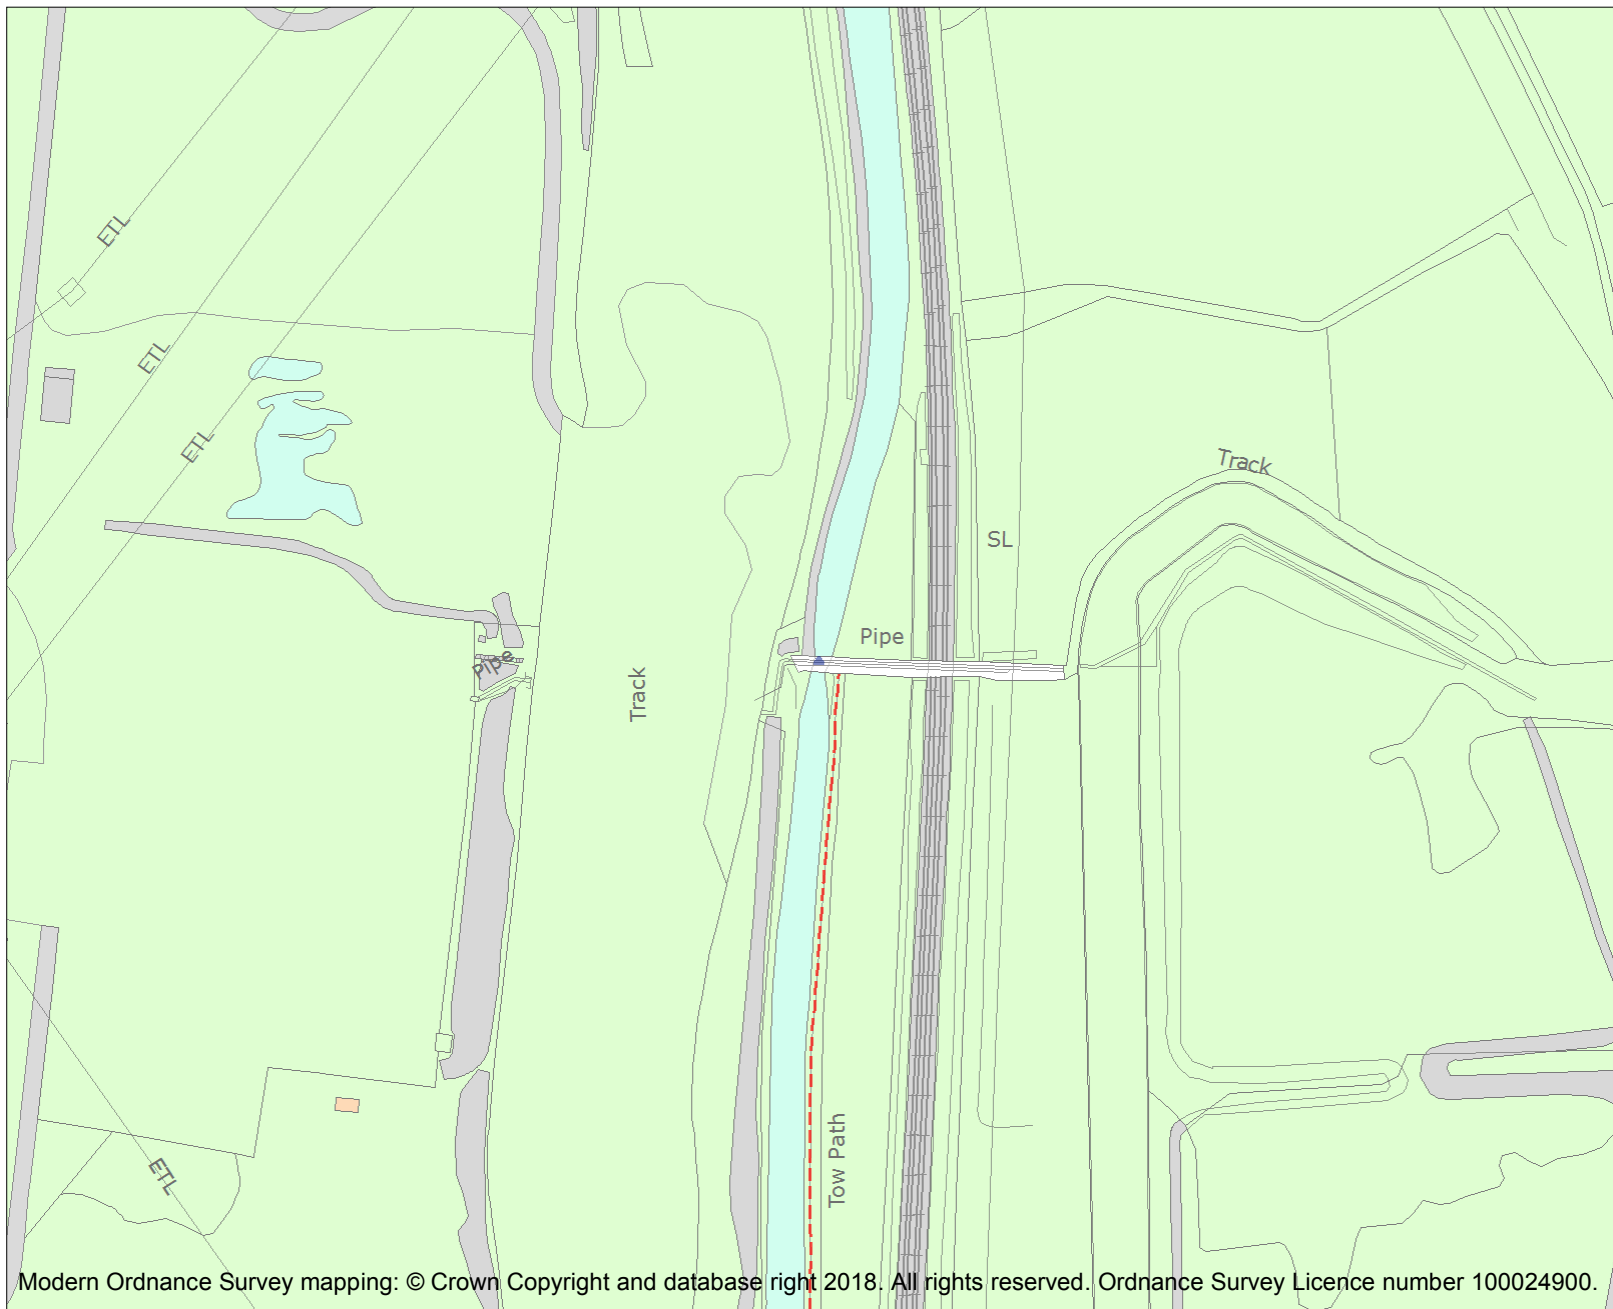 ETL
ETL
ETL
Track
SL
Pipe
Pipe
Track
Tow Path
ETL
Modern Ordnance Survey mapping: © Crown Copyright and database right 2018. All rights reserved. Ordnance Survey Licence number 100024900.